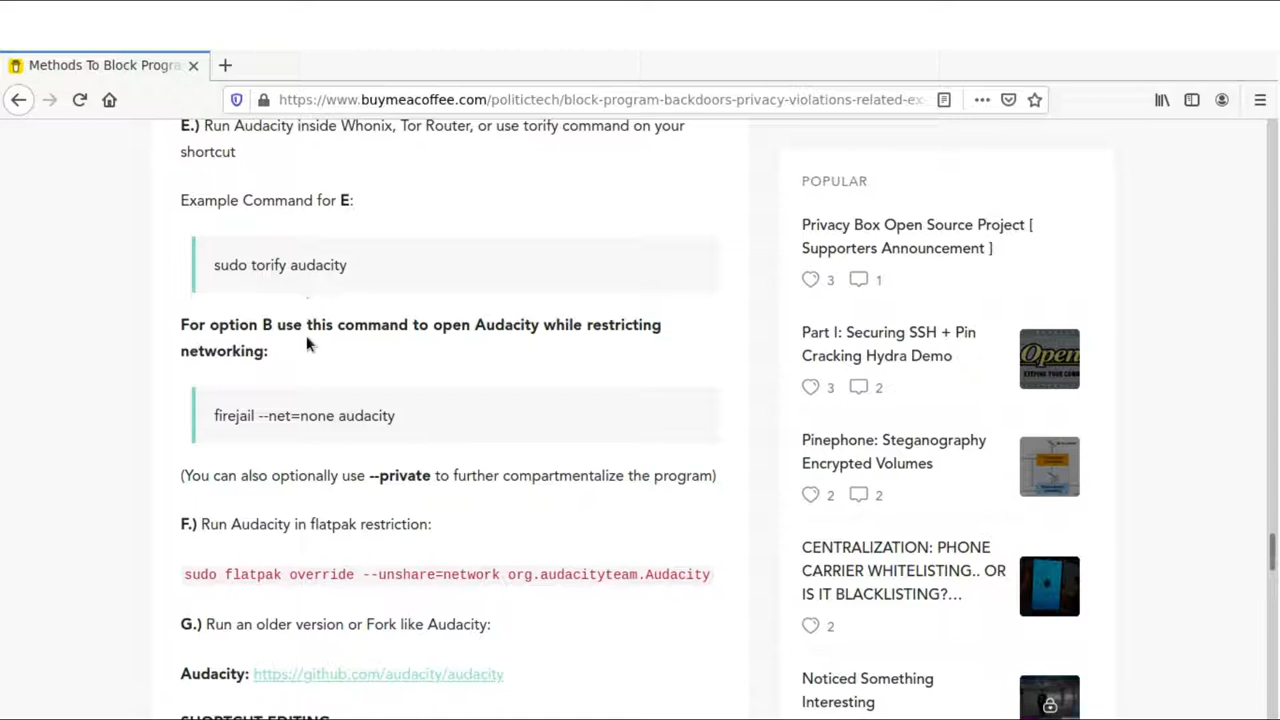 Methods To Block Progra
https://www.buymeacoffee.com/politictech/block-program-backdoors-privacy-violations-related-ex
E.) Run Audacity inside Whonix, Tor Router, or use torify command on your
shortcut
Example Command for E:
sudo torify audacity
For option B use this command to open Audacity while restricting
networking:
firejail --net=none audacity
(You can also optionally use --private to further compartmentalize the program)
F.) Run Audacity in flatpak restriction:
sudo flatpak override --unshare=network org.audacityteam.Audacity
G.) Run an older version or Fork like Audacity:
Audacity: https://github.com/audacity/audacity
SHORTCUT EDITING
POPULAR
Privacy Box Open Source Project [
Supporters Announcement ]
3 1
Part I: Securing SSH + Pin
Cracking Hydra Demo
3 2
Open
Pinephone: Steganography
Encrypted Volumes
2 2
CENTRALIZATION: PHONE
CARRIER WHITELISTING.. OR
IS IT BLACKLISTING?...
2
Noticed Something
Interesting